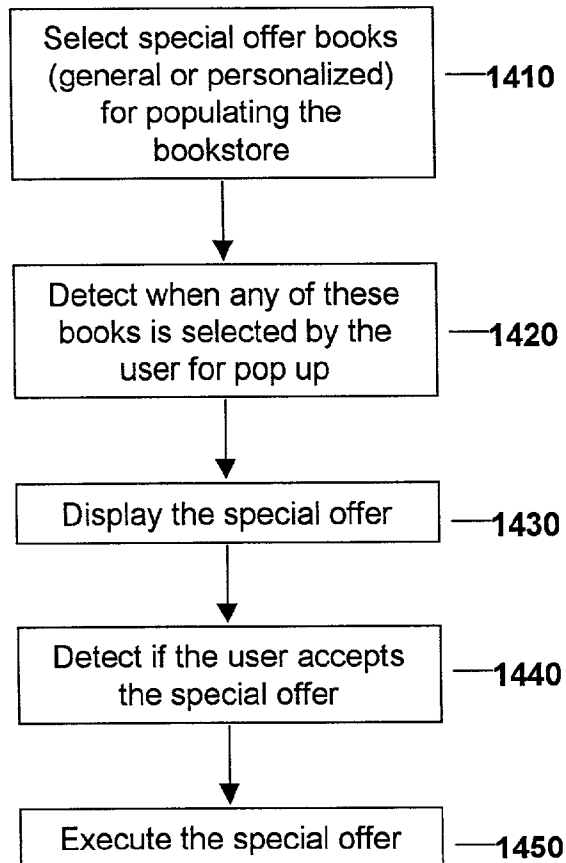 Select special offer books
(general or personalized)
for populating the
bookstore
1410
Detect when any of these
books is selected by the
user for pop up
1420
Display the special offer
1430
Detect if the user accepts
the special offer
1440
Execute the special offer
1450